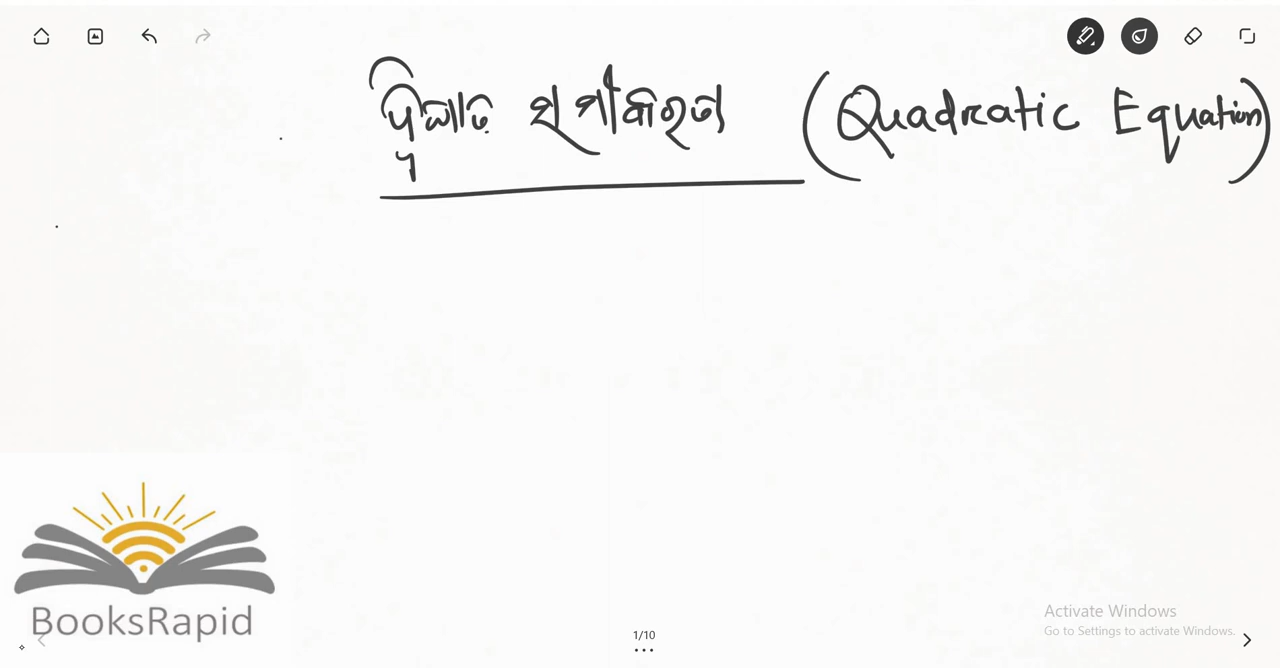 ଦ୍ୱିଘାତ ସମୀକରଣ (Quadratic Equation)
BooksRapid
1/10
Activate Windows
Go to Settings to activate Windows.